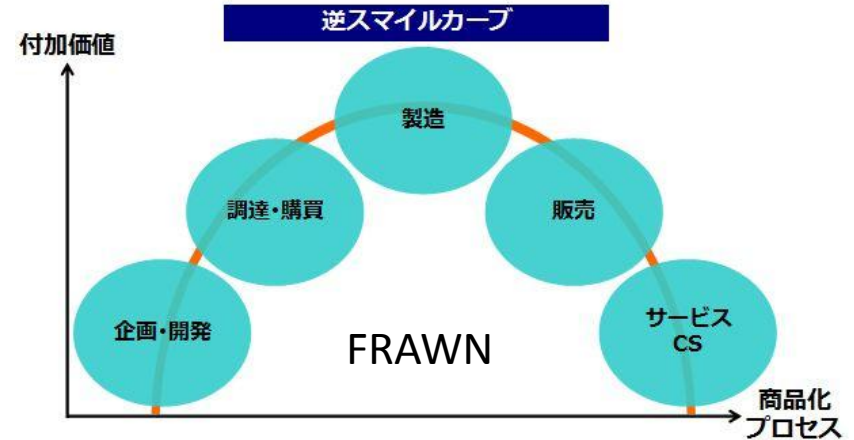 逆スマイルカーブ
付加価値
製造
調達・購買
販売
企画・開発
サービス
CS
FRAWN
商品化
プロセス